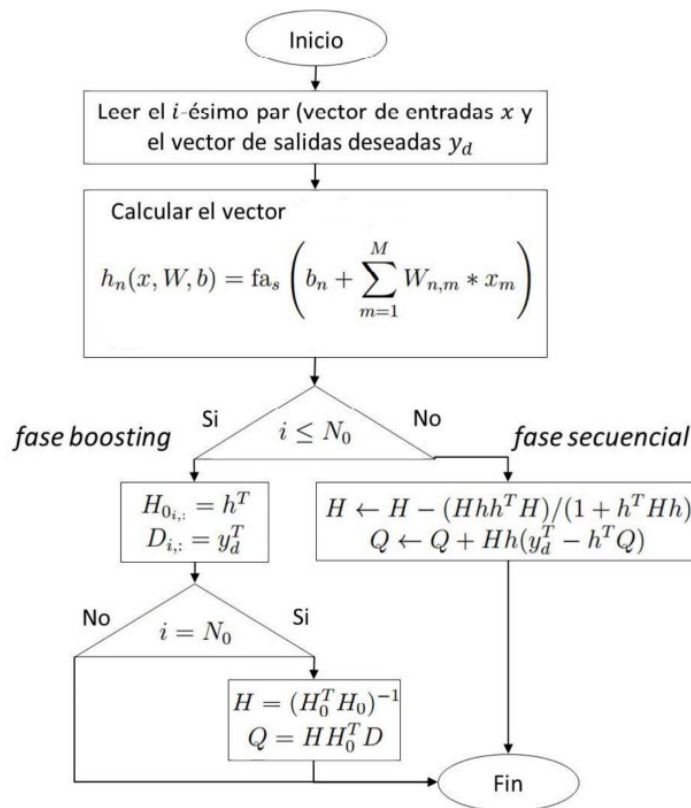 Inicio
Leer el i-ésimo par (vector de entradas x y
el vector de salidas deseadas y_d
Calcular el vector
h_n(x, W, b) = fa_s ( b_n + ∑_{m=1}^{M} W_{n,m} * x_m )
Si
No
fase boosting
i ≤ N_0
fase secuencial
H_{0_{i,:}} = h^T
D_{i,:} = y_d^T
H ← H − (Hhh^T H)/(1 + h^T Hh)
Q ← Q + Hh(y_d^T − h^T Q)
No
Si
i = N_0
H = (H_0^T H_0)^{-1}
Q = HH_0^T D
Fin